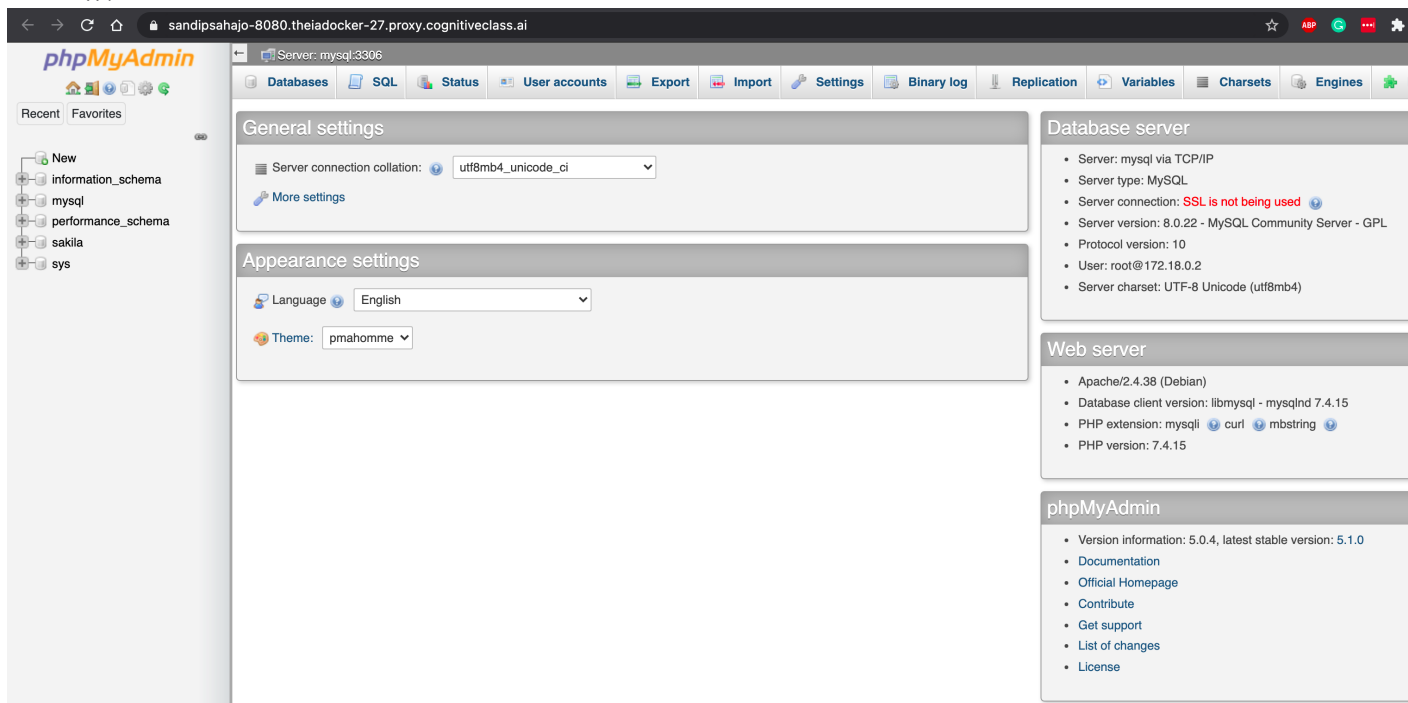 sandipsahajo-8080.theiadocker-27.proxy.cognitiveclass.ai
ABP
G
phpMyAdmin
Recent Favorites
New
information_schema
mysql
performance_schema
sakila
sys
Server: mysql:3306
Databases SQL Status User accounts Export Import Settings Binary log Replication Variables Charsets Engines
General settings
Server connection collation: utf8mb4_unicode_ci
More settings
Appearance settings
Language English
Theme: pmahomme
Database server
Server: mysql via TCP/IP
Server type: MySQL
Server connection: SSL is not being used
Server version: 8.0.22 - MySQL Community Server - GPL
Protocol version: 10
User: root@172.18.0.2
Server charset: UTF-8 Unicode (utf8mb4)
Web server
Apache/2.4.38 (Debian)
Database client version: libmysql - mysqlnd 7.4.15
PHP extension: mysqli curl mbstring
PHP version: 7.4.15
phpMyAdmin
Version information: 5.0.4, latest stable version: 5.1.0
Documentation
Official Homepage
Contribute
Get support
List of changes
License